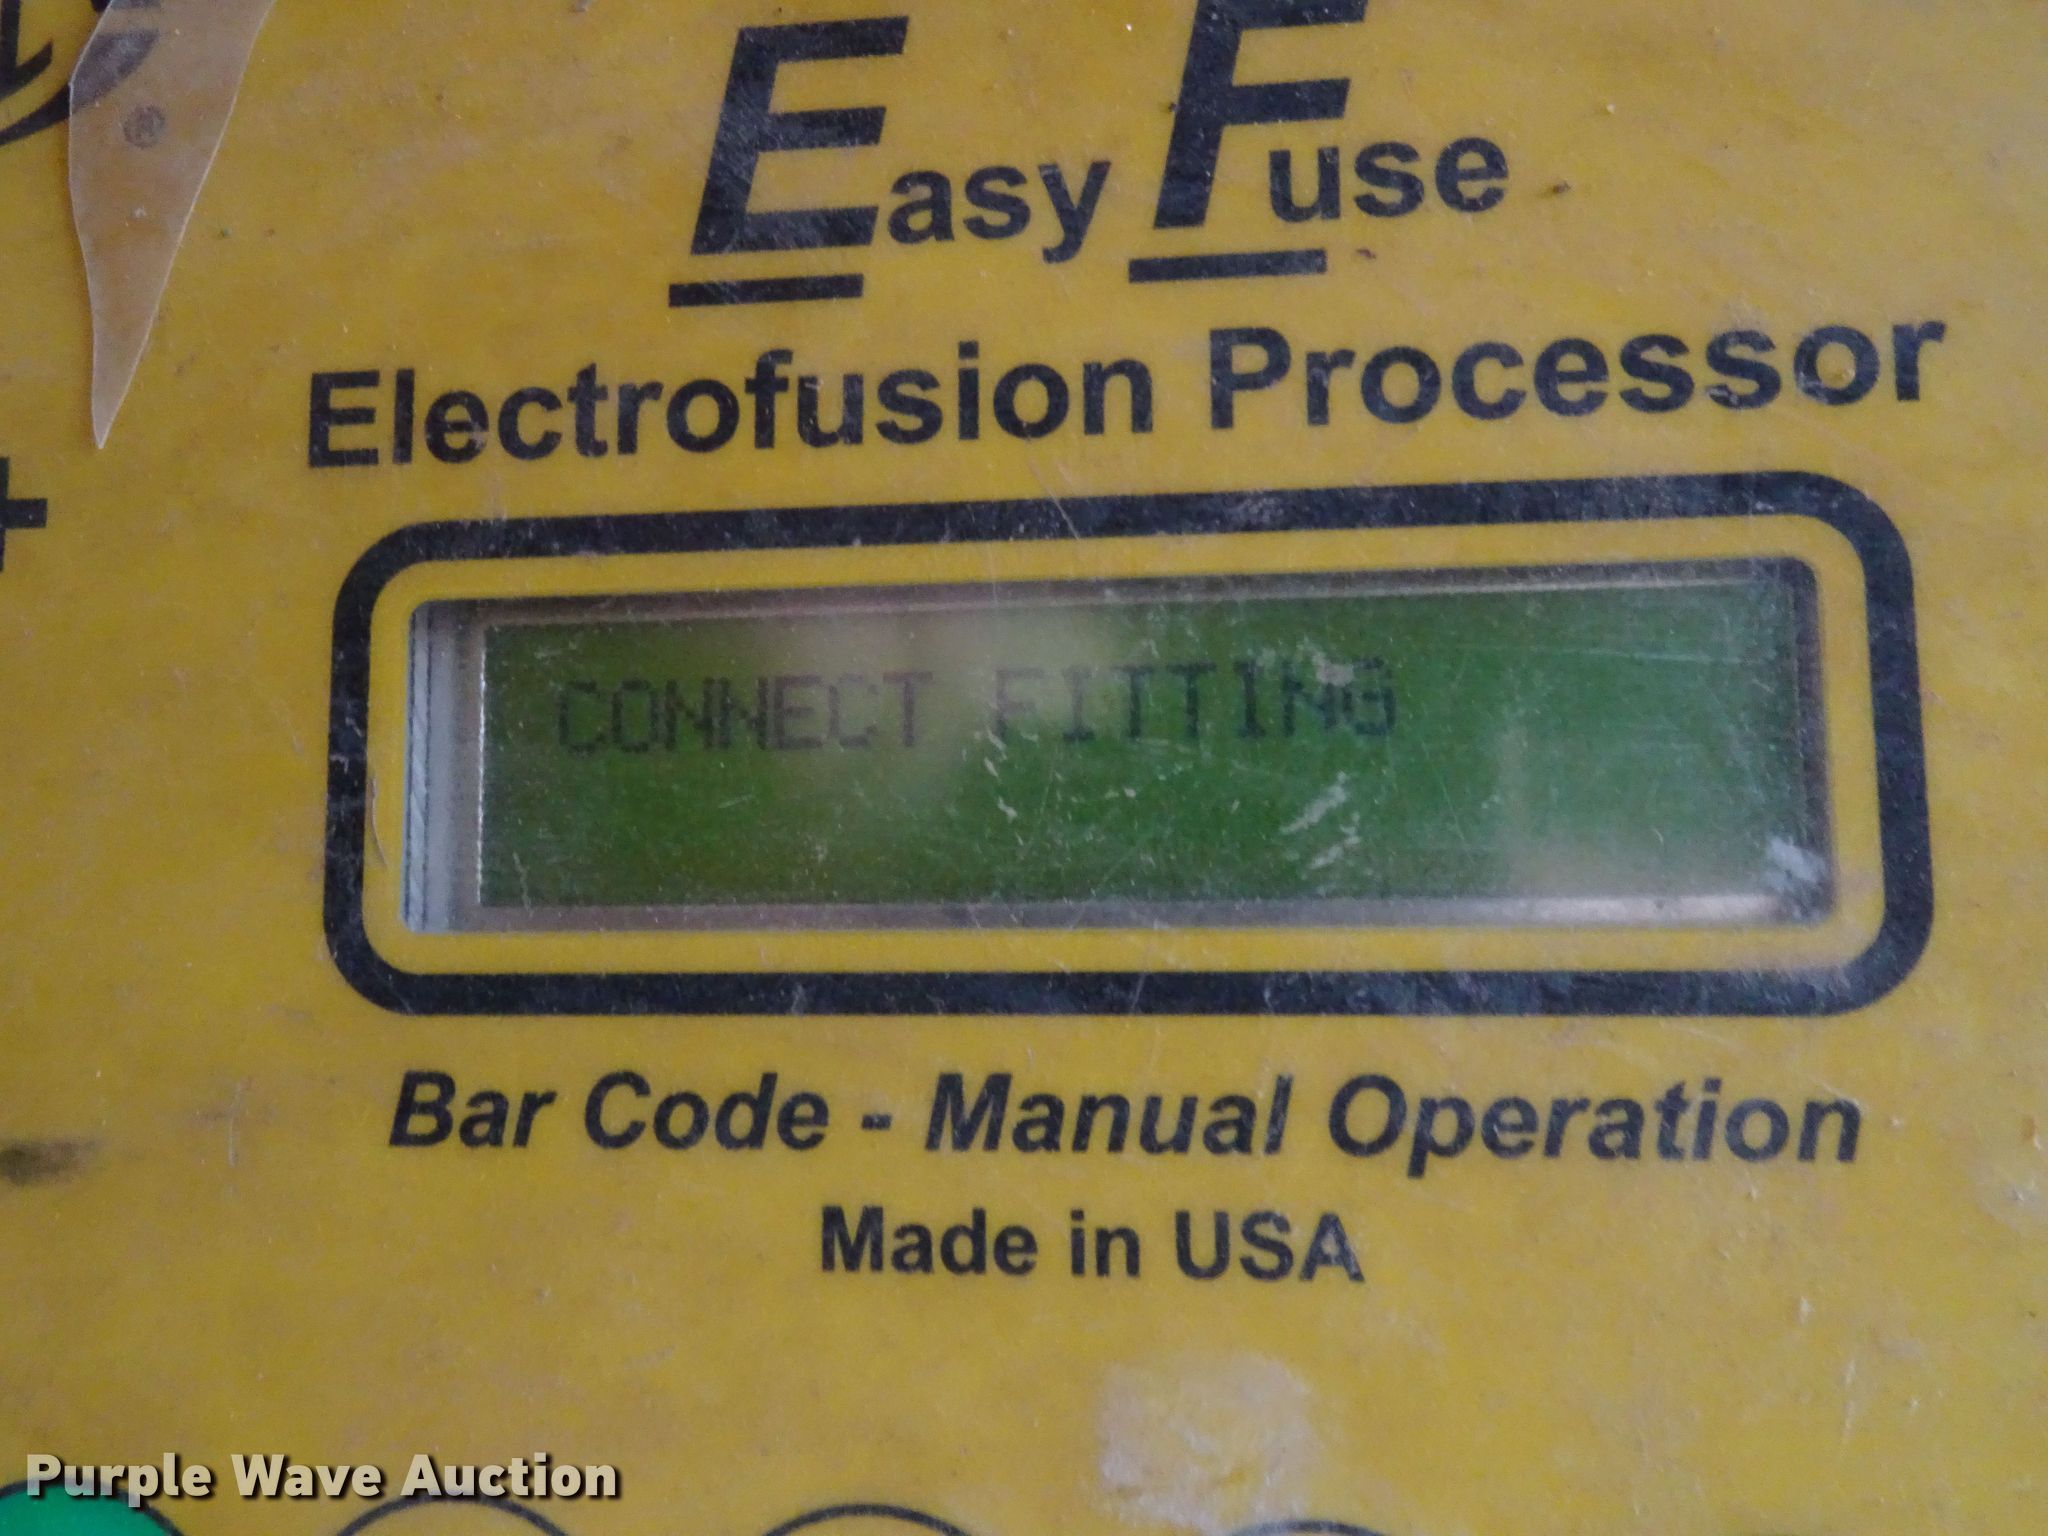 ®
Easy Fuse
Electrofusion Processor
CONNECT FITTING
Bar Code - Manual Operation
Made in USA
Purple Wave Auction